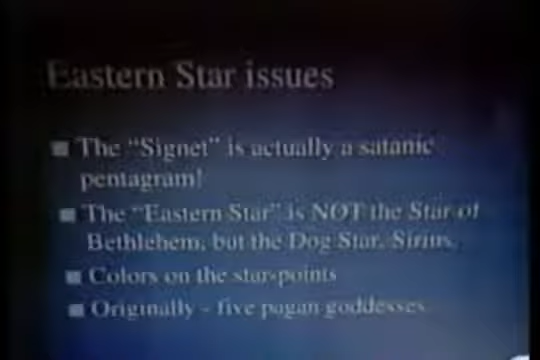 Eastern Star issues
The “Signet” is actually a satanic
pentagram!
The “Eastern Star” is NOT the Star of
Bethlehem, but the Dog Star, Sirius.
Colors on the star-points
Originally - five pagan goddesses